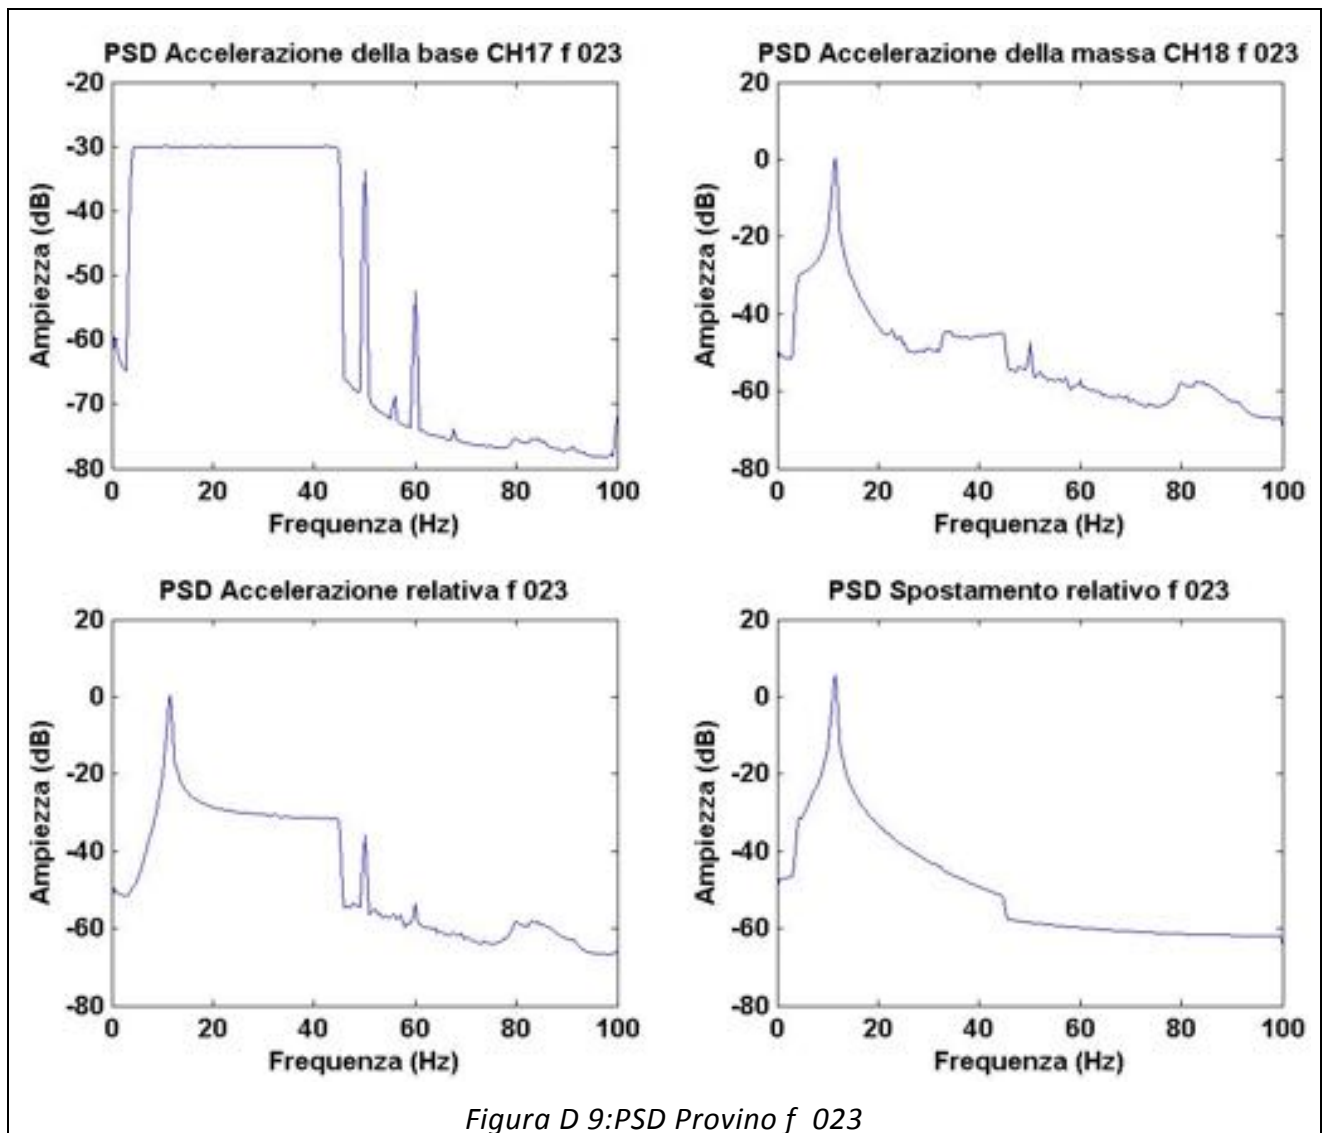 PSD Accelerazione della base CH17 f 023
-20
-30
-40
-50
-60
-70
-80
Ampiezza (dB)
0 20 40 60 80 100
Frequenza (Hz)
PSD Accelerazione della massa CH18 f 023
20
0
-20
-40
-60
-80
Ampiezza (dB)
0 20 40 60 80 100
Frequenza (Hz)
PSD Accelerazione relativa f 023
20
0
-20
-40
-60
-80
Ampiezza (dB)
0 20 40 60 80 100
Frequenza (Hz)
PSD Spostamento relativo f 023
20
0
-20
-40
-60
-80
Ampiezza (dB)
0 20 40 60 80 100
Frequenza (Hz)
Figura D 9:PSD Provino f 023